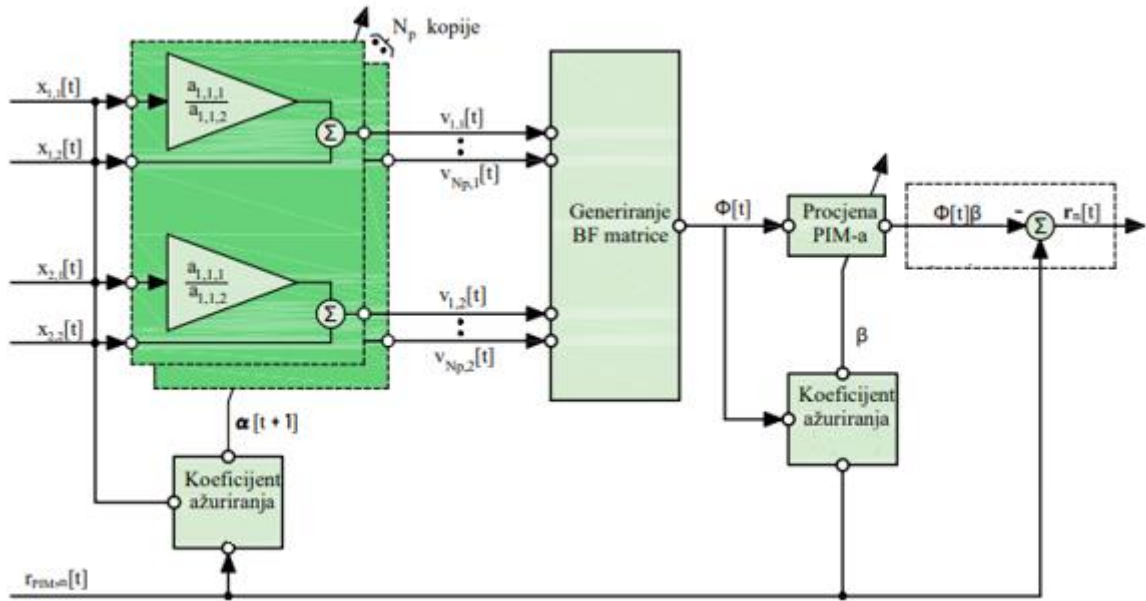 N_p kopije
x_{1,1}[t]
a_{1,1,1}
a_{1,1,2}
Σ
x_{1,2}[t]
v_{1,1}[t]
v_{Np,1}[t]
x_{2,1}[t]
a_{1,1,1}
a_{1,1,2}
Σ
x_{2,2}[t]
v_{1,2}[t]
v_{Np,2}[t]
Generiranje
BF matrice
Φ[t]
Procjena
PIM-a
Φ[t]β
-
Σ
r_n[t]
β
Koeficijent
ažuriranja
α[t + 1]
Koeficijent
ažuriranja
[t]